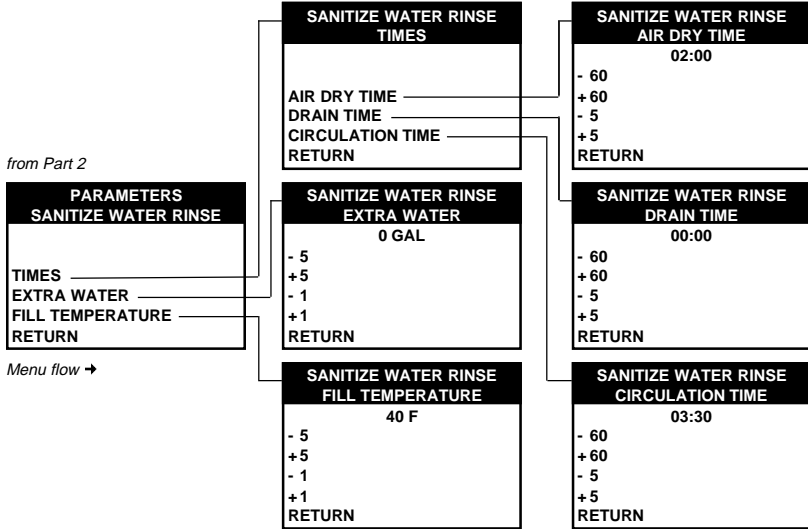 from Part 2
PARAMETERS
SANITIZE WATER RINSE
TIMES
EXTRA WATER
FILL TEMPERATURE
RETURN
Menu flow ➜
SANITIZE WATER RINSE
TIMES
AIR DRY TIME
DRAIN TIME
CIRCULATION TIME
RETURN
SANITIZE WATER RINSE
EXTRA WATER
0 GAL
- 5
+5
- 1
+1
RETURN
SANITIZE WATER RINSE
FILL TEMPERATURE
40 F
- 5
+5
- 1
+1
RETURN
SANITIZE WATER RINSE
AIR DRY TIME
02:00
- 60
+60
- 5
+5
RETURN
SANITIZE WATER RINSE
DRAIN TIME
00:00
- 60
+60
- 5
+5
RETURN
SANITIZE WATER RINSE
CIRCULATION TIME
03:30
- 60
+60
- 5
+5
RETURN